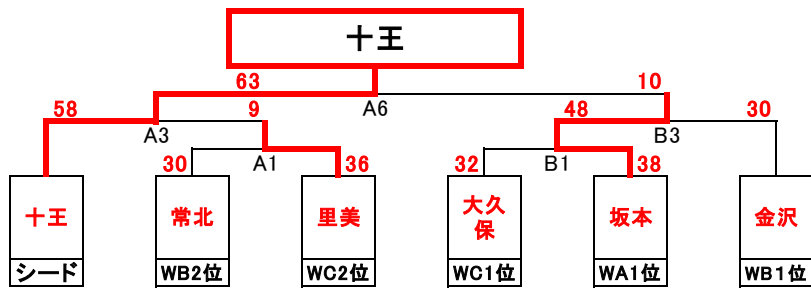 十王
63 10
58 9 A6 48 30
A3 B3
30 A1 36 32 B1 38
十王 常北 里美 大久 坂本 金沢
保
シード WB2位 WC2位 WC1位 WA1位 WB1位